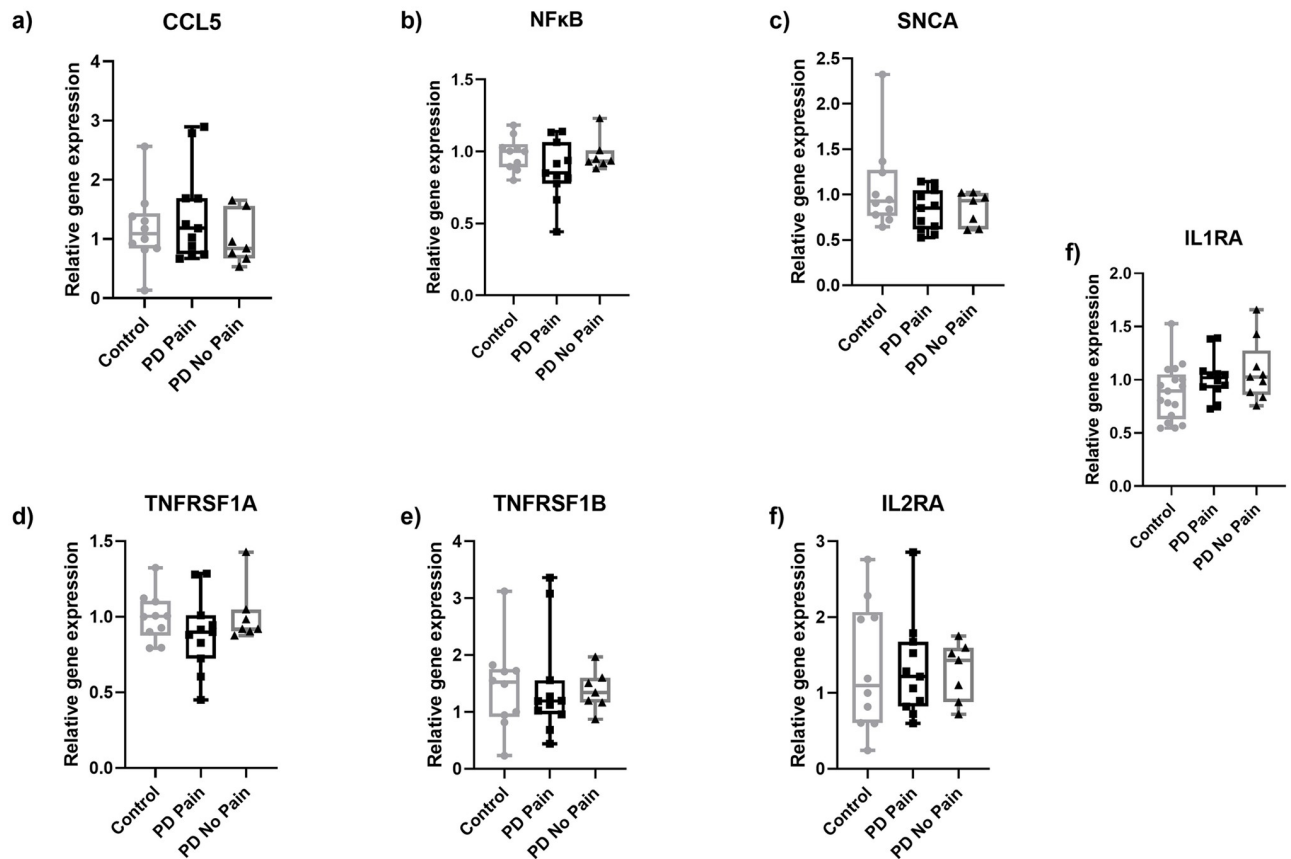 a)
CCL5
Relative gene expression
4
3
2
1
0
Control
PD Pain
PD No Pain
b)
NFκB
Relative gene expression
1.5
1.0
0.5
0.0
Control
PD Pain
PD No Pain
c)
SNCA
Relative gene expression
2.5
2.0
1.5
1.0
0.5
0.0
Control
PD Pain
PD No Pain
f)
IL1RA
Relative gene expression
2.0
1.5
1.0
0.5
0.0
Control
PD Pain
PD No Pain
d)
TNFRSF1A
Relative gene expression
1.5
1.0
0.5
0.0
Control
PD Pain
PD No Pain
e)
TNFRSF1B
Relative gene expression
4
3
2
1
0
Control
PD Pain
PD No Pain
f)
IL2RA
Relative gene expression
3
2
1
0
Control
PD Pain
PD No Pain